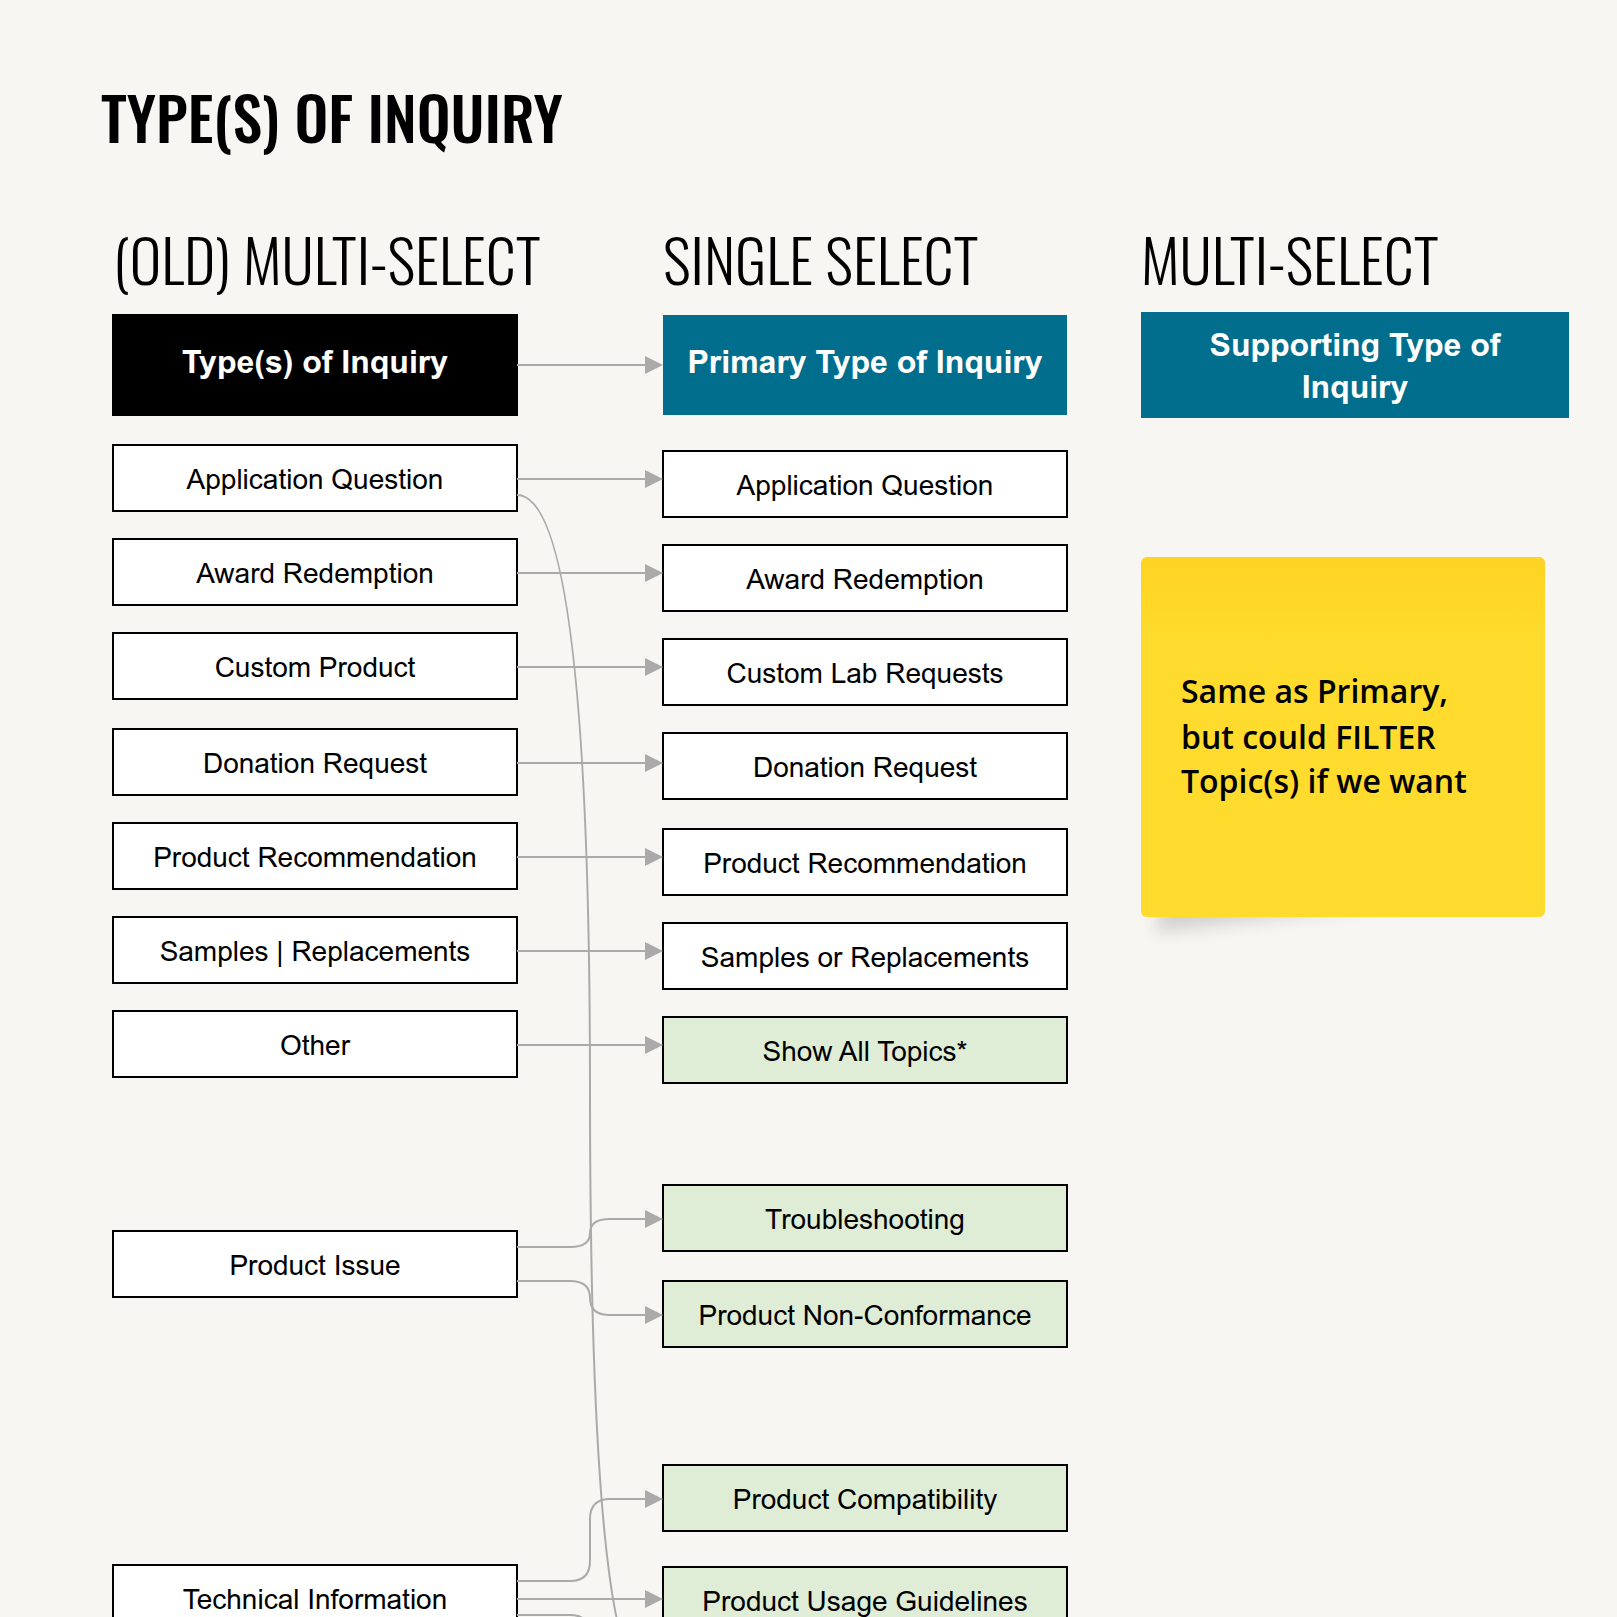 TYPE(S) OF INQUIRY
(OLD) MULTI-SELECT
SINGLE SELECT
MULTI-SELECT
Type(s) of Inquiry
Primary Type of Inquiry
Supporting Type of
Inquiry
Application Question
Application Question
Award Redemption
Award Redemption
Custom Product
Custom Lab Requests
Donation Request
Donation Request
Product Recommendation
Product Recommendation
Samples | Replacements
Samples or Replacements
Other
Show All Topics*
Same as Primary,
but could FILTER
Topic(s) if we want
Troubleshooting
Product Issue
Product Non-Conformance
Product Compatibility
Technical Information
Product Usage Guidelines